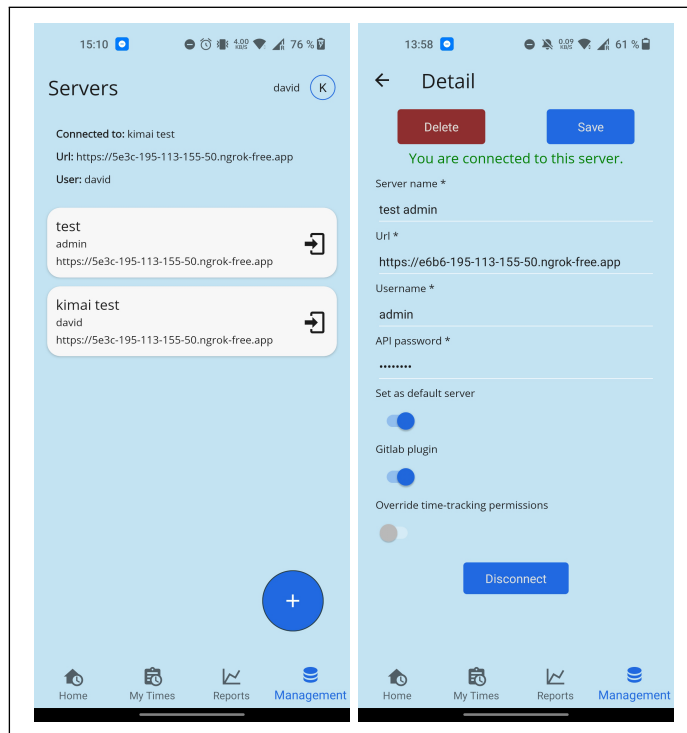 15:10 4.00 KB/S R 76 %
Servers david K
Connected to: kimai test
Url: https://5e3c-195-113-155-50.ngrok-free.app
User: david
test
admin
https://5e3c-195-113-155-50.ngrok-free.app
kimai test
david
https://5e3c-195-113-155-50.ngrok-free.app
+
Home My Times Reports Management
13:58 0.09 KB/S R 61 %
Detail
Delete Save
You are connected to this server.
Server name *
test admin
Url *
https://e6b6-195-113-155-50.ngrok-free.app
Username *
admin
API password *
••••••••
Set as default server
Gitlab plugin
Override time-tracking permissions
Disconnect
Home My Times Reports Management